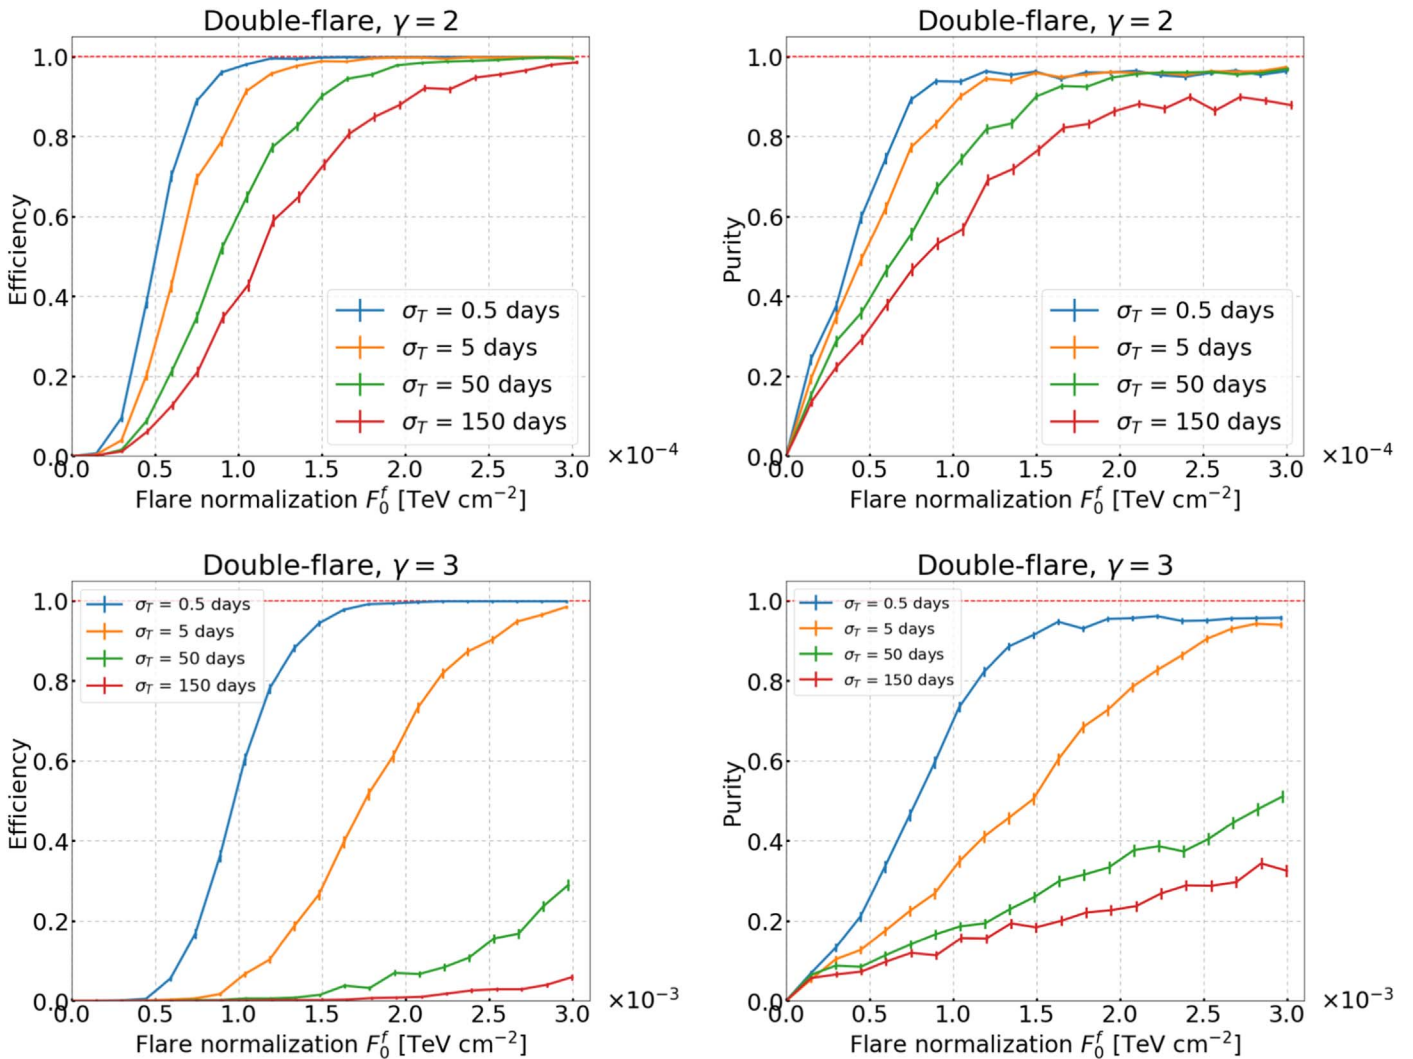 Double-flare, γ = 2
Efficiency
1.0
0.8
0.6
0.4
0.2
0.0
0.0 0.5 1.0 1.5 2.0 2.5 3.0
×10⁻⁴
Flare normalization F₀ᶠ [TeV cm⁻²]
σ_T = 0.5 days
σ_T = 5 days
σ_T = 50 days
σ_T = 150 days
Double-flare, γ = 2
Purity
1.0
0.8
0.6
0.4
0.2
0.0
0.0 0.5 1.0 1.5 2.0 2.5 3.0
×10⁻⁴
Flare normalization F₀ᶠ [TeV cm⁻²]
σ_T = 0.5 days
σ_T = 5 days
σ_T = 50 days
σ_T = 150 days
Double-flare, γ = 3
Efficiency
1.0
0.8
0.6
0.4
0.2
0.0
0.0 0.5 1.0 1.5 2.0 2.5 3.0
×10⁻³
Flare normalization F₀ᶠ [TeV cm⁻²]
σ_T = 0.5 days
σ_T = 5 days
σ_T = 50 days
σ_T = 150 days
Double-flare, γ = 3
Purity
1.0
0.8
0.6
0.4
0.2
0.0
0.0 0.5 1.0 1.5 2.0 2.5 3.0
×10⁻³
Flare normalization F₀ᶠ [TeV cm⁻²]
σ_T = 0.5 days
σ_T = 5 days
σ_T = 50 days
σ_T = 150 days